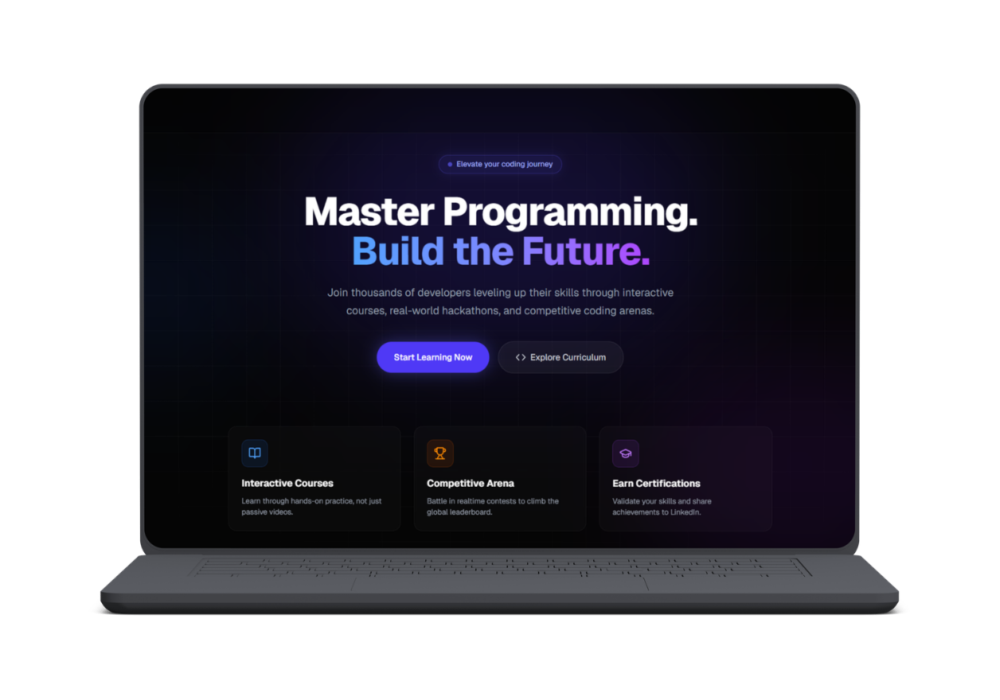 Elevate your coding journey
Master Programming.
Build the Future.
Join thousands of developers leveling up their skills through interactive
courses, real-world hackathons, and competitive coding arenas.
Start Learning Now
Explore Curriculum
Interactive Courses
Learn through hands-on practice, not just
passive videos.
Competitive Arena
Battle in realtime contests to climb the
global leaderboard.
Earn Certifications
Validate your skills and share
achievements to LinkedIn.